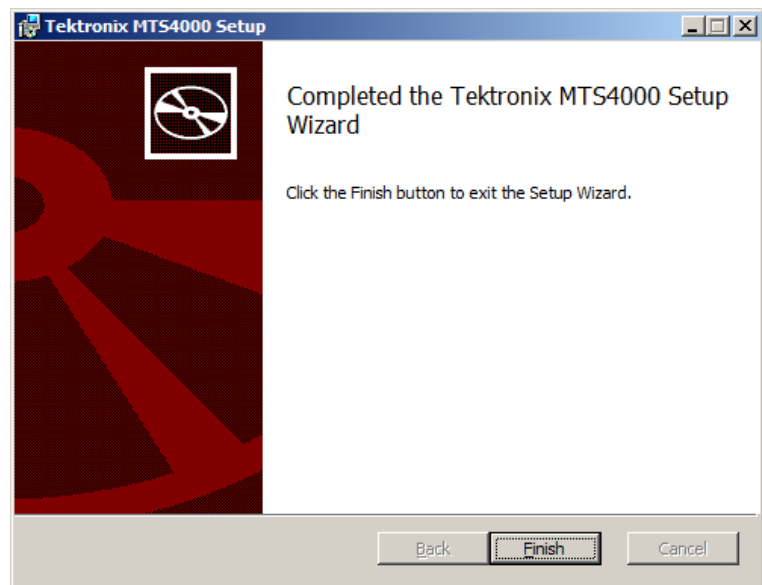 Tektronix MTS4000 Setup
Completed the Tektronix MTS4000 Setup
Wizard
Click the Finish button to exit the Setup Wizard.
Back Finish Cancel